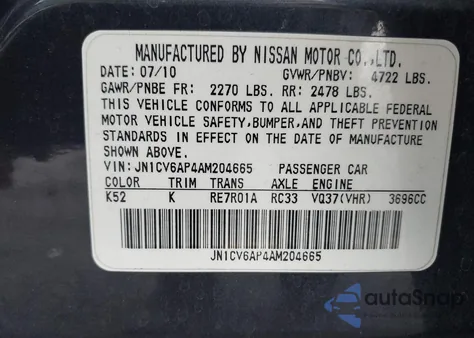 MANUFACTURED BY NISSAN MOTOR CO.,LTD.
DATE: 07/10 GVWR/PNBV: 4722 LBS.
GAWR/PNBE FR: 2270 LBS. RR: 2478 LBS.
THIS VEHICLE CONFORMS TO ALL APPLICABLE FEDERAL
MOTOR VEHICLE SAFETY,BUMPER,AND THEFT PREVENTION
STANDARDS IN EFFECT ON THE DATE OF MANUFACTURE
SHOWN ABOVE.
VIN: JN1CV6AP4AM204665 PASSENGER CAR
COLOR TRIM TRANS AXLE ENGINE
K52 K RE7R01A RC33 VQ37(VHR) 3696CC
JN1CV6AP4AM204665
autoSnap